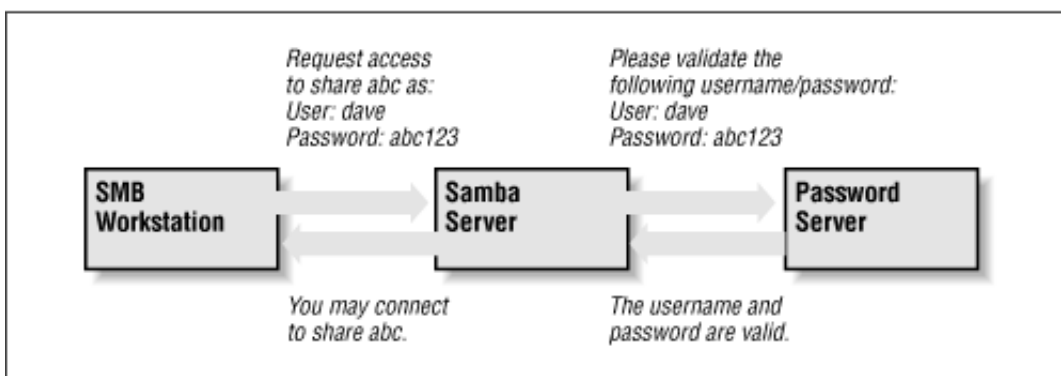 Request access
to share abc as:
User: dave
Password: abc123
Please validate the
following username/password:
User: dave
Password: abc123
SMB
Workstation
Samba
Server
Password
Server
You may connect
to share abc.
The username and
password are valid.